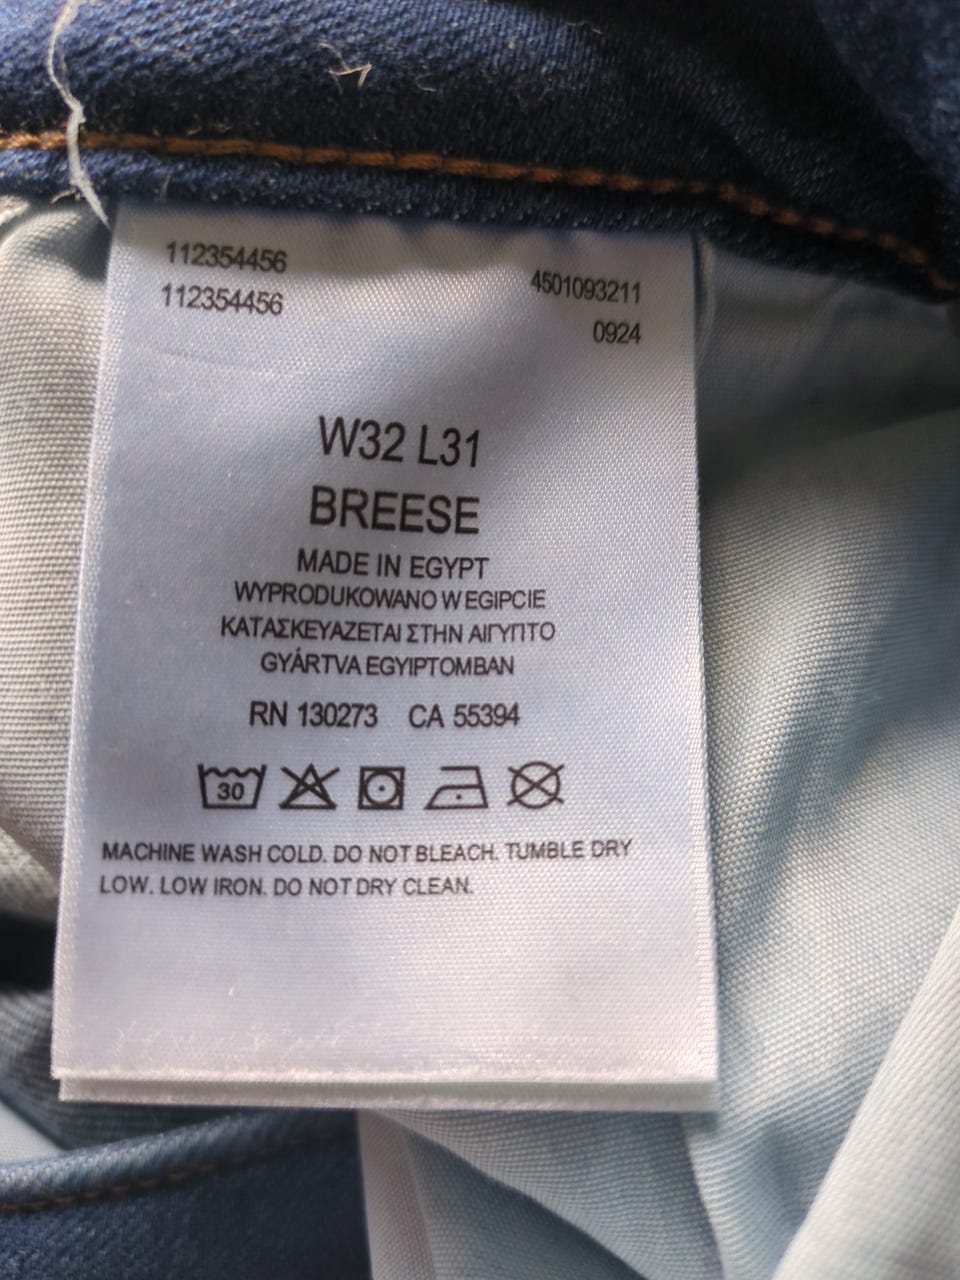 112354456
112354456
4501093211
0924
W32 L31
BREESE
MADE IN EGYPT
WYPRODUKOWANO W EGIPCIE
ΚΑΤΑΣΚΕΥΑΖΕΤΑΙ ΣΤΗΝ ΑΙΓΥΠΤΟ
GYÁRTVA EGYIPTOMBAN
RN 130273 CA 55394
30
MACHINE WASH COLD. DO NOT BLEACH. TUMBLE DRY
LOW. LOW IRON. DO NOT DRY CLEAN.